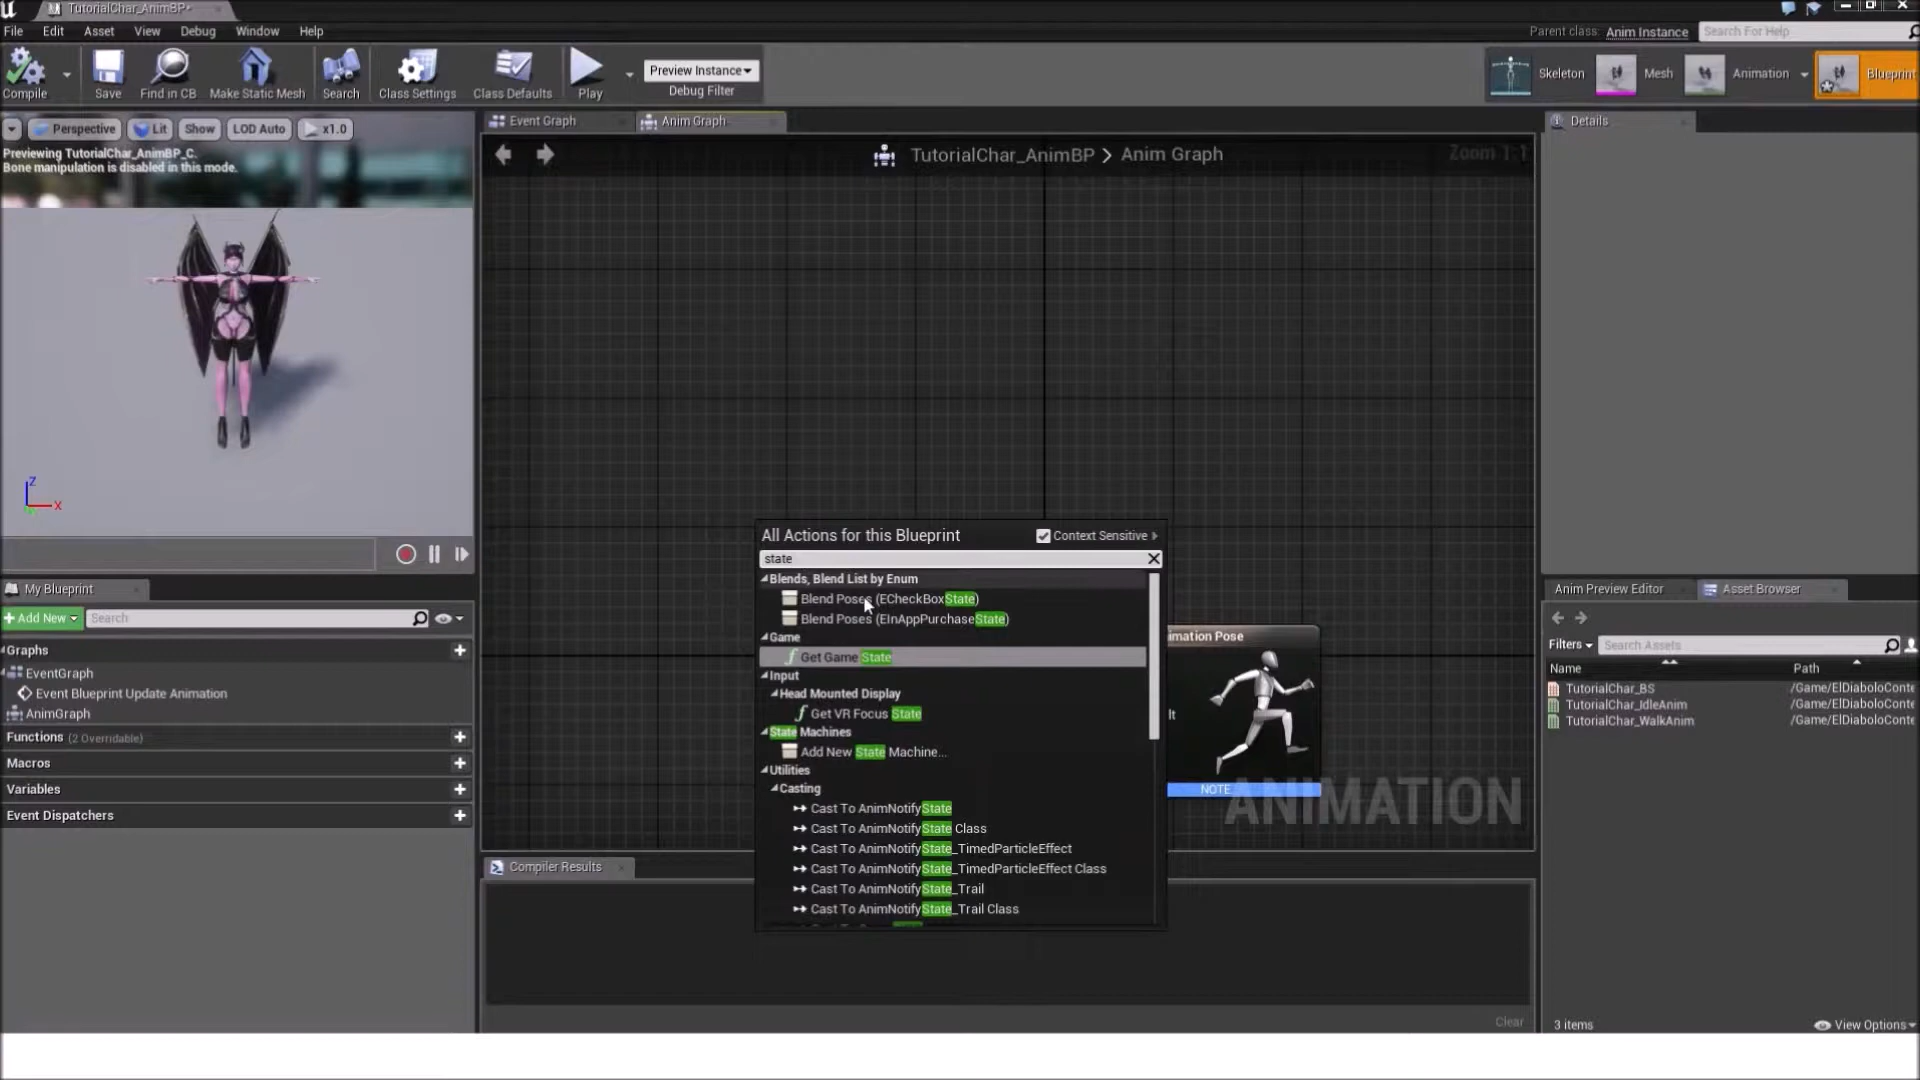 TutorialChar_AnimBP*
File Edit Asset View Debug Window Help
Parent class: Anim Instance Search For Help
Compile Save Find in CB Make Static Mesh Search Class Settings Class Defaults Play
Preview Instance
Debug Filter
Skeleton Mesh Animation Blueprint
Perspective Lit Show LOD Auto x1.0
Previewing TutorialChar_AnimBP_C.
Bone manipulation is disabled in this mode.
Z
X
Event Graph Anim Graph
TutorialChar_AnimBP > Anim Graph
Zoom 1:1
Details
All Actions for this Blueprint Context Sensitive
state
Blends, Blend List by Enum
Blend Poses (ECheckBoxState)
Blend Poses (EInAppPurchaseState)
Game
Get Game State
Input
Head Mounted Display
Get VR Focus State
State Machines
Add New State Machine...
Utilities
Casting
Cast To AnimNotifyState
Cast To AnimNotifyState Class
Cast To AnimNotifyState_TimedParticleEffect
Cast To AnimNotifyState_TimedParticleEffect Class
Cast To AnimNotifyState_Trail
Cast To AnimNotifyState_Trail Class
imation Pose
lt
NOTE
ANIMATION
My Blueprint
Add New Search
Graphs
EventGraph
Event Blueprint Update Animation
AnimGraph
Functions (2 Overridable)
Macros
Variables
Event Dispatchers
Compiler Results
Clear
Anim Preview Editor Asset Browser
Filters Search Assets
Name Path
TutorialChar_BS /Game/ElDiaboloConte
TutorialChar_IdleAnim /Game/ElDiaboloConte
TutorialChar_WalkAnim /Game/ElDiaboloConte
3 items View Options